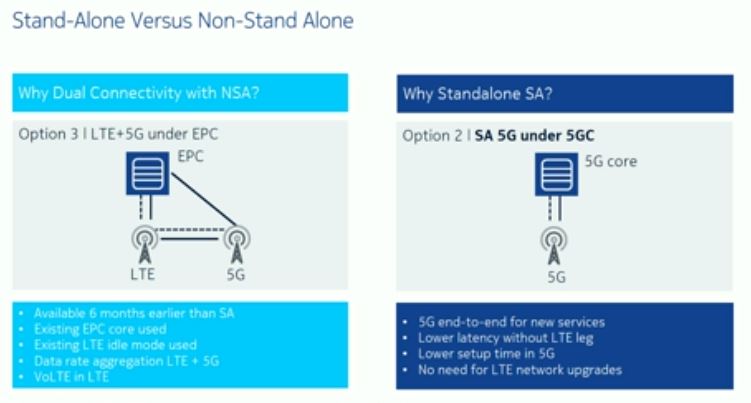 Stand-Alone Versus Non-Stand Alone
Why Dual Connectivity with NSA?
Option 3 | LTE+5G under EPC
EPC
LTE
5G
• Available 6 months earlier than SA
• Existing EPC core used
• Existing LTE idle mode used
• Data rate aggregation LTE + 5G
• VoLTE in LTE
Why Standalone SA?
Option 2 | SA 5G under 5GC
5G core
5G
• 5G end-to-end for new services
• Lower latency without LTE leg
• Lower setup time in 5G
• No need for LTE network upgrades